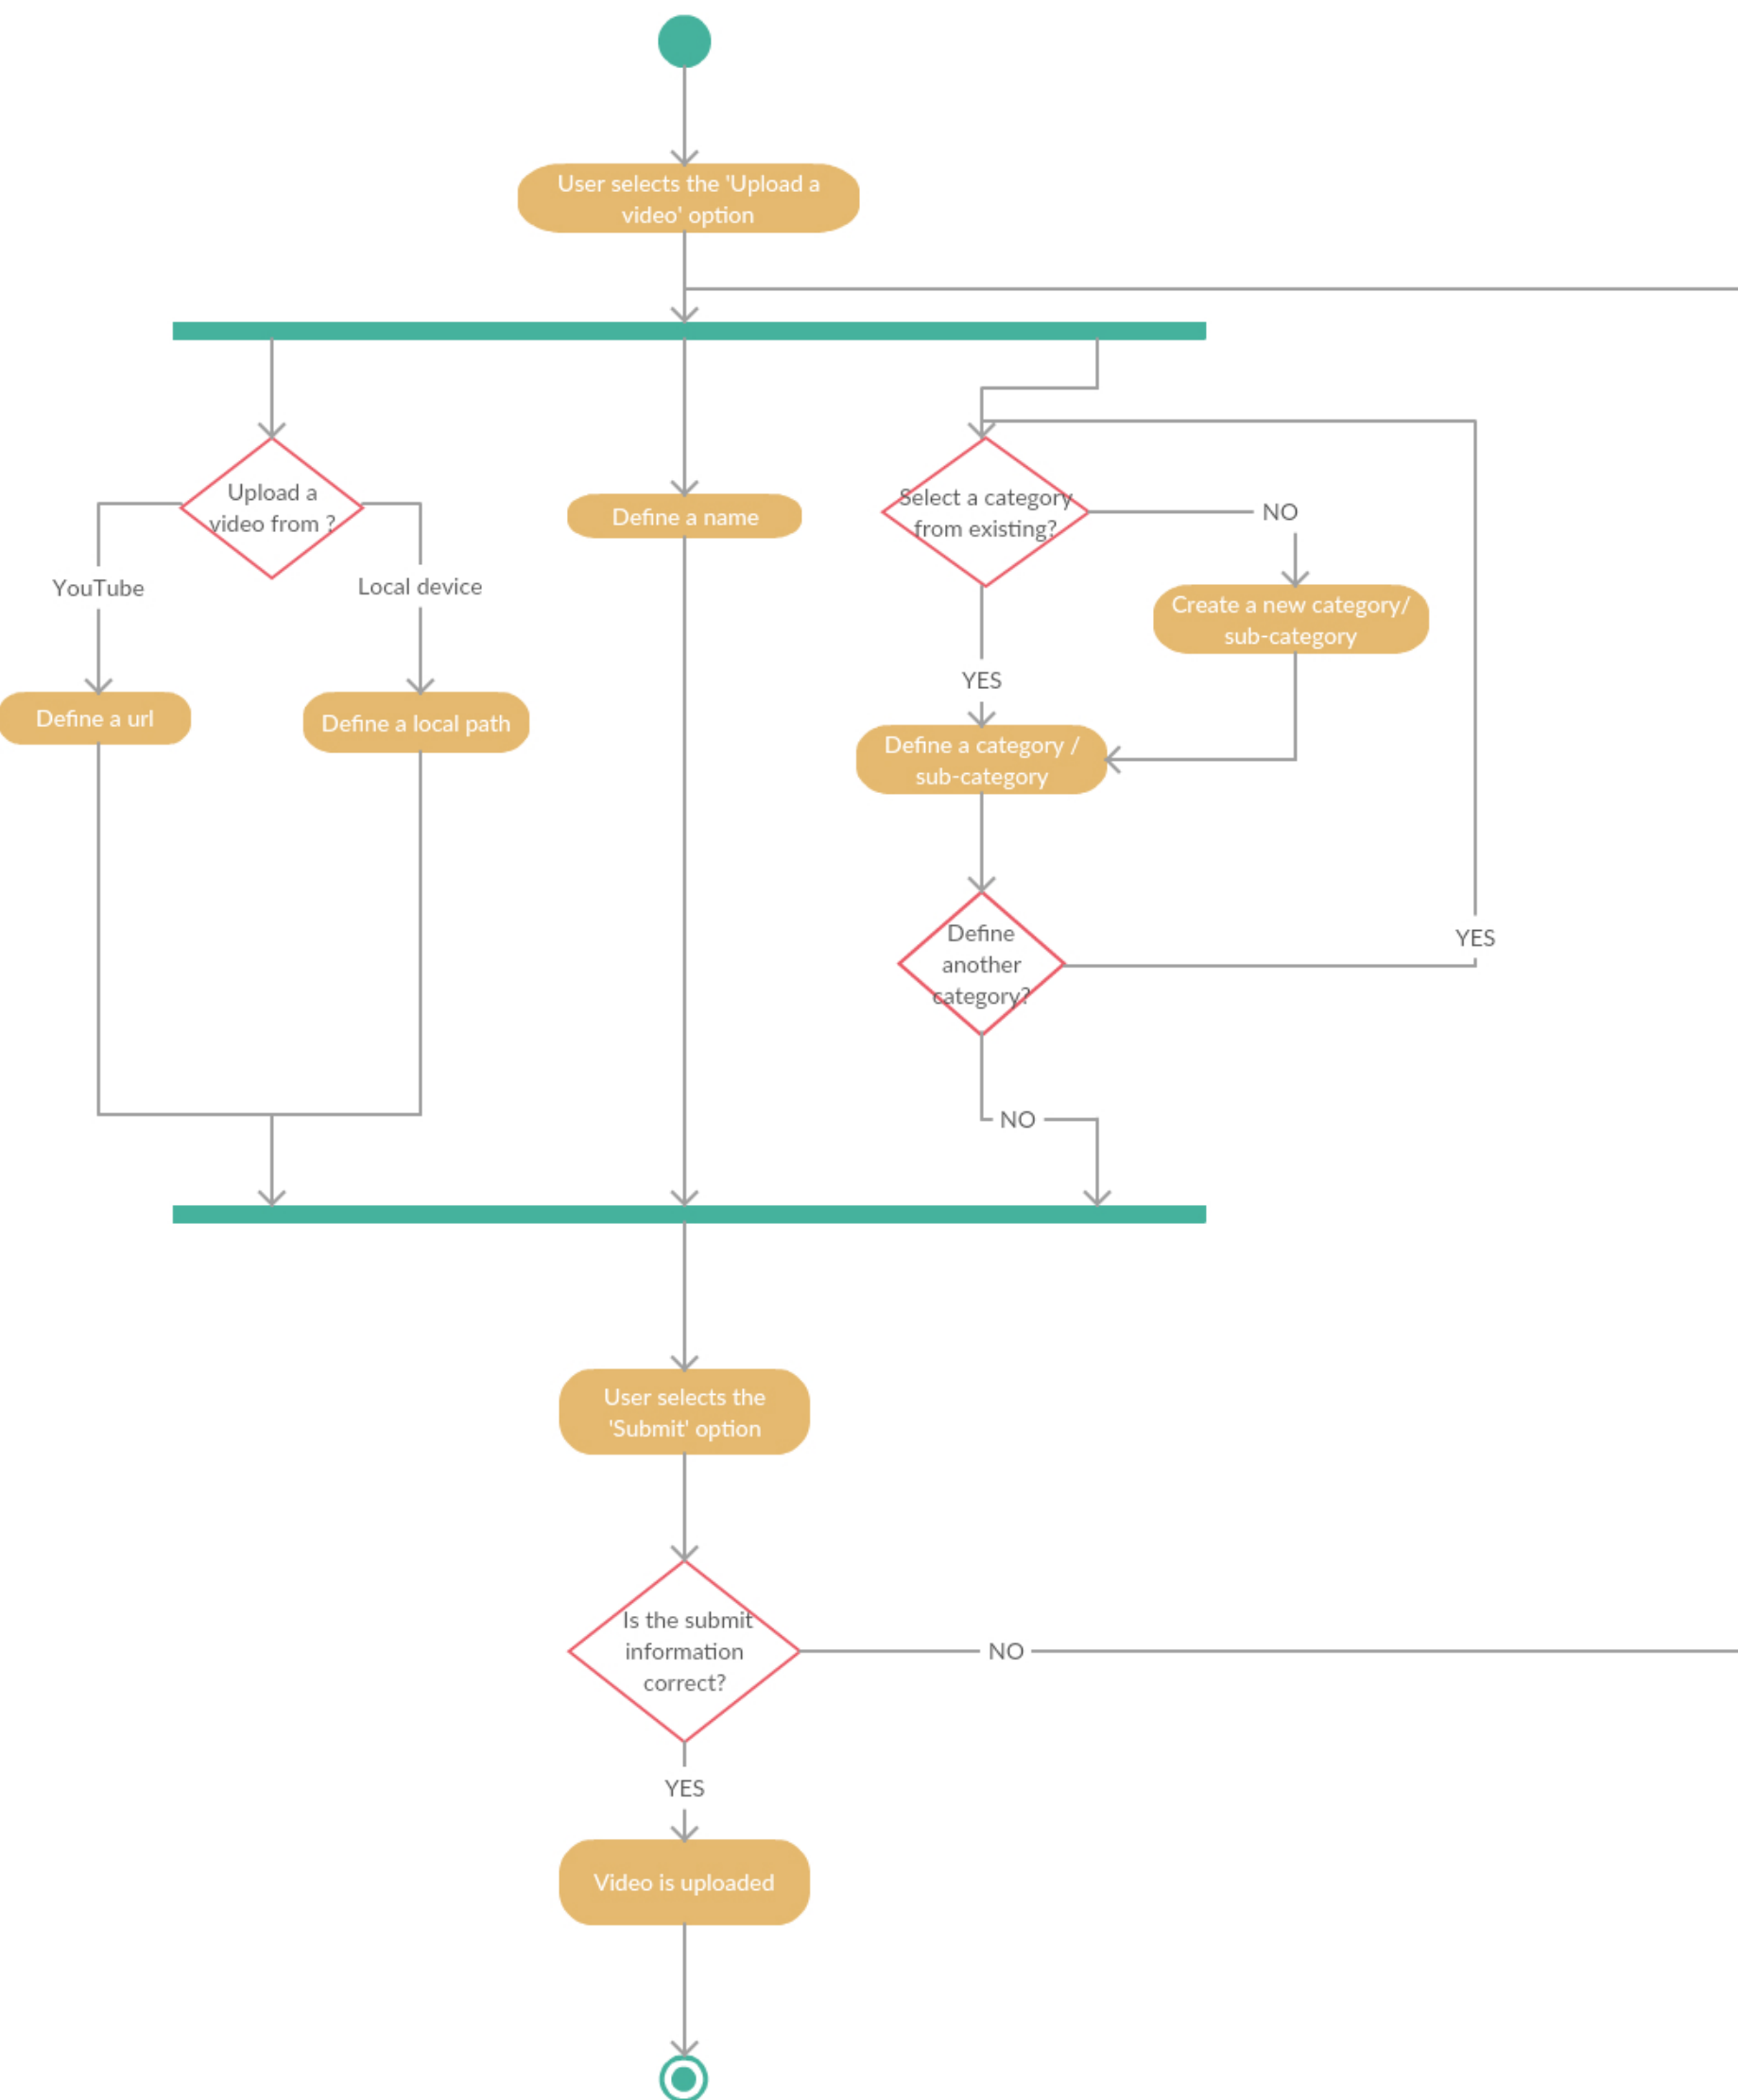 User selects the 'Upload a
video' option
Upload a
video from ?
YouTube
Local device
Define a url
Define a local path
Define a name
Select a category
from existing?
NO
Create a new category/
sub-category
YES
Define a category /
sub-category
Define
another
category?
YES
NO
User selects the
'Submit' option
Is the submit
information
correct?
NO
YES
Video is uploaded